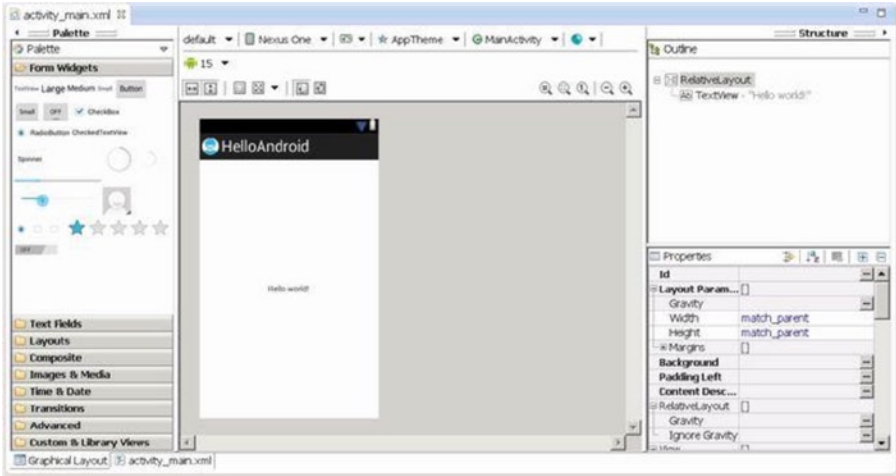 activity_main.xml
Palette
Palette
Form Widgets
TextView Large Medium Small Button
Small OFF CheckBox
RadioButton CheckedTextView
Spinner
OFF
Text Fields
Layouts
Composite
Images & Media
Time & Date
Transitions
Advanced
Custom & Library Views
Graphical Layout activity_main.xml
default Nexus One AppTheme MainActivity
15
HelloAndroid
Hello world!
Structure
Outline
RelativeLayout
TextView - "Hello world!"
Properties
Id
Layout Param... []
Gravity
Width match_parent
Height match_parent
Margins []
Background
Padding Left
Content Desc...
RelativeLayout []
Gravity
Ignore Gravity
View []